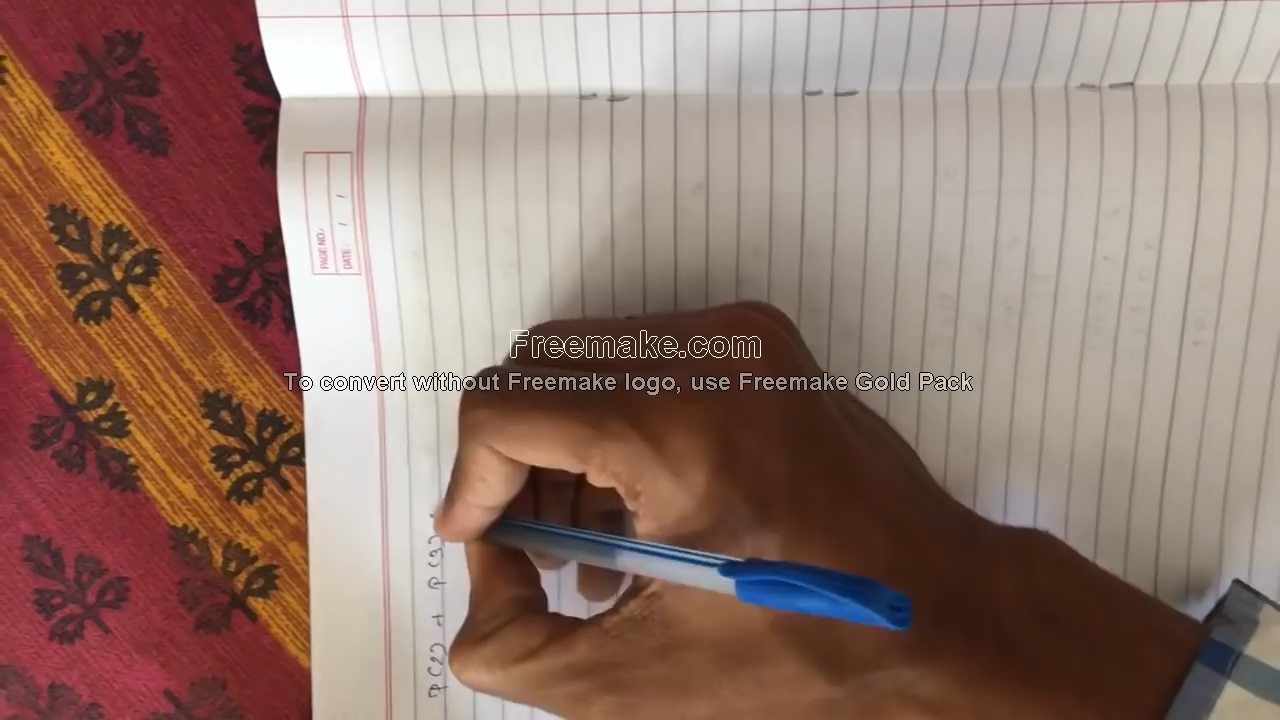 PAGE NO.:
DATE: / /
Freemake.com
To convert without Freemake logo, use Freemake Gold Pack
P(2) + P(3)